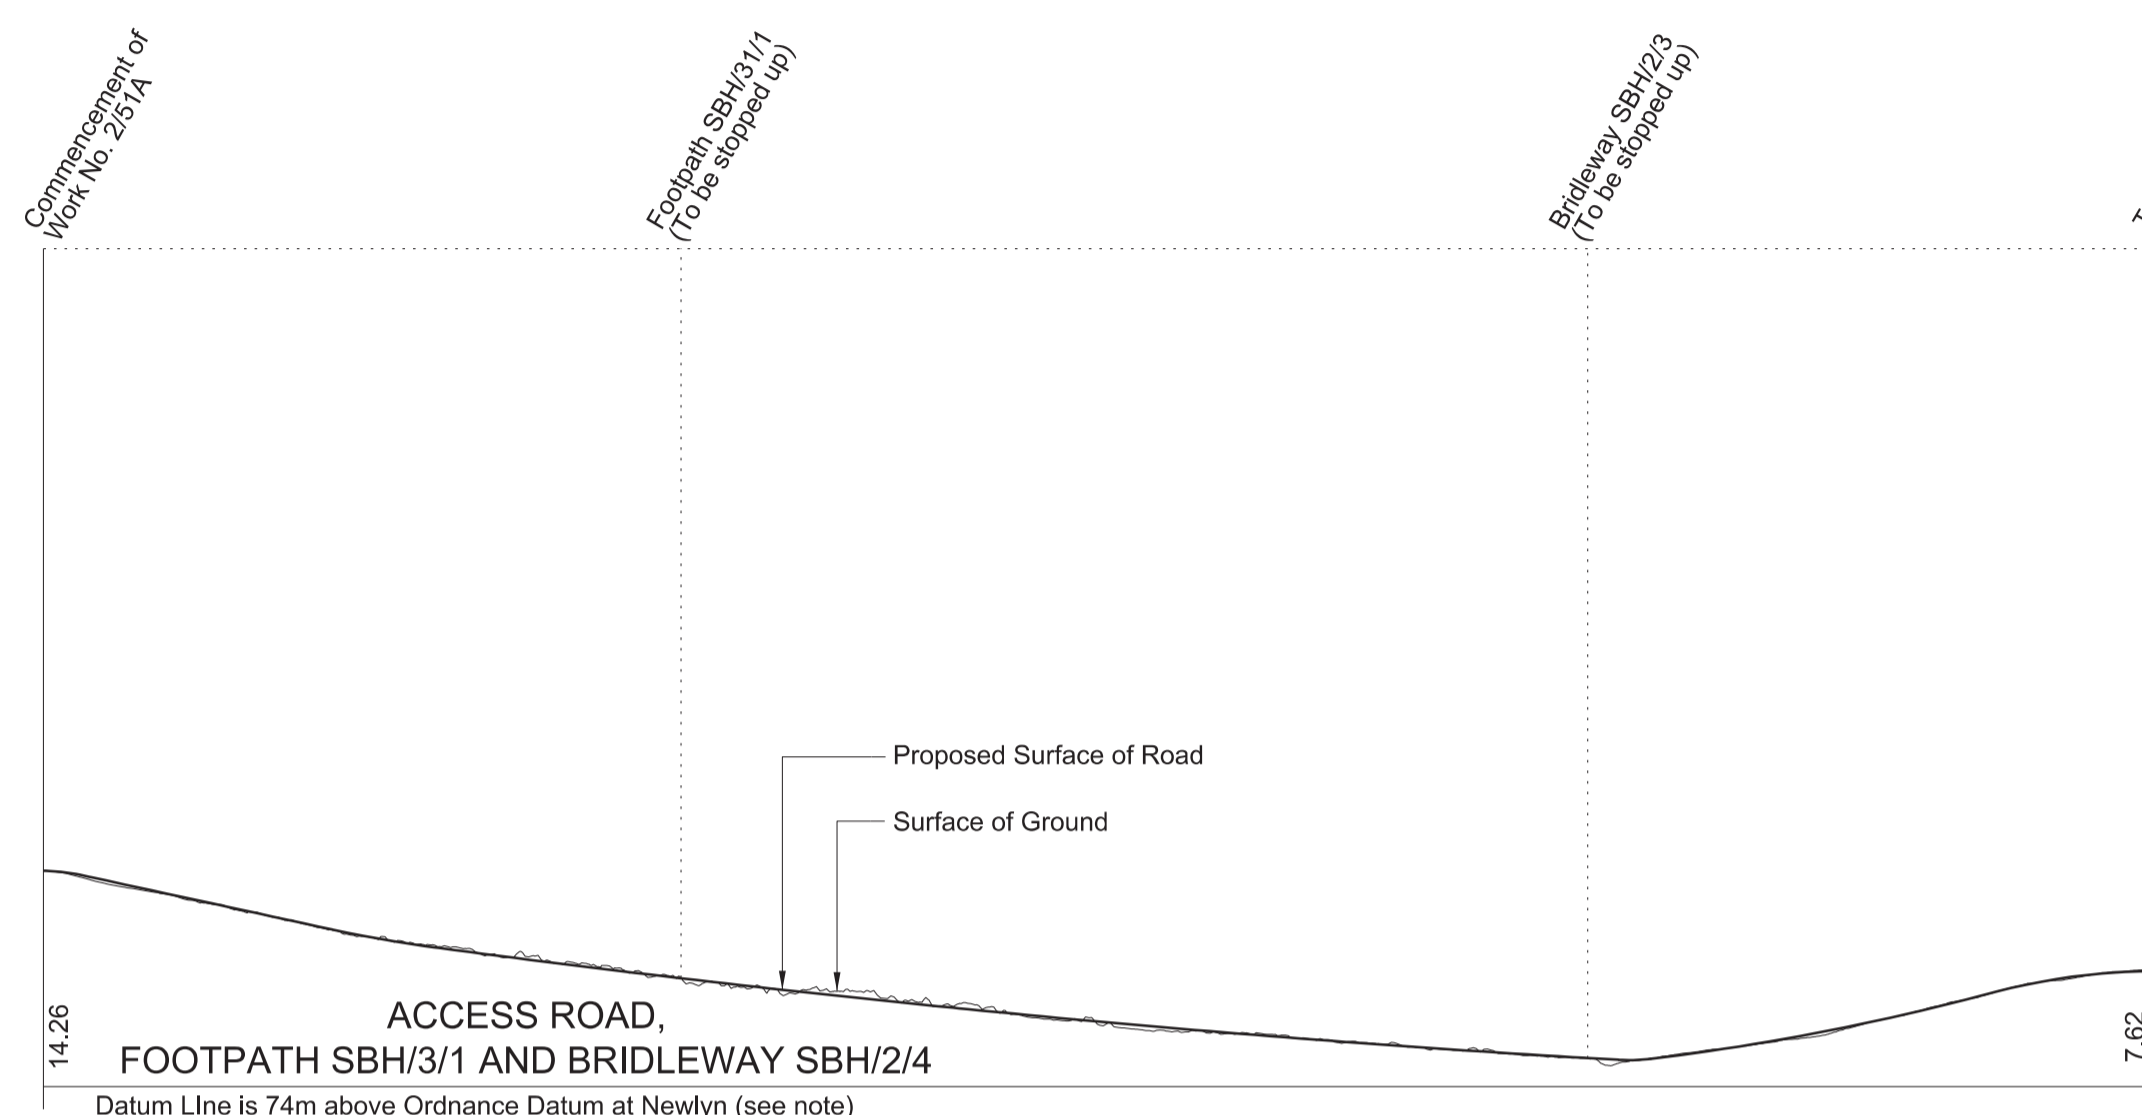 Commencement of
Work No. 2/51A
Footpath SBH/31/1
(To be stopped up)
Bridleway SBH/2/3
(To be stopped up)
Proposed Surface of Road
Surface of Ground
14.26
ACCESS ROAD,
FOOTPATH SBH/3/1 AND BRIDLEWAY SBH/2/4
7.62
Datum LIne is 74m above Ordnance Datum at Newlyn (see note)